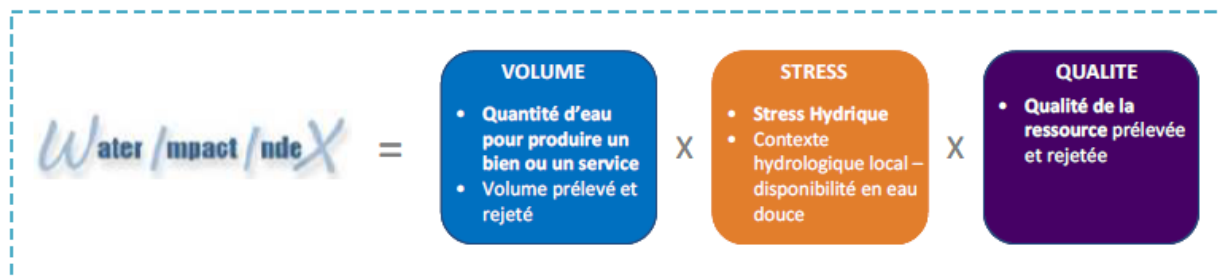 Water Impact IndeX
=
VOLUME
• Quantité d'eau
pour produire un
bien ou un service
• Volume prélevé et
rejeté
X
STRESS
• Stress Hydrique
• Contexte
hydrologique local –
disponibilité en eau
douce
X
QUALITE
• Qualité de la
ressource prélevée
et rejetée